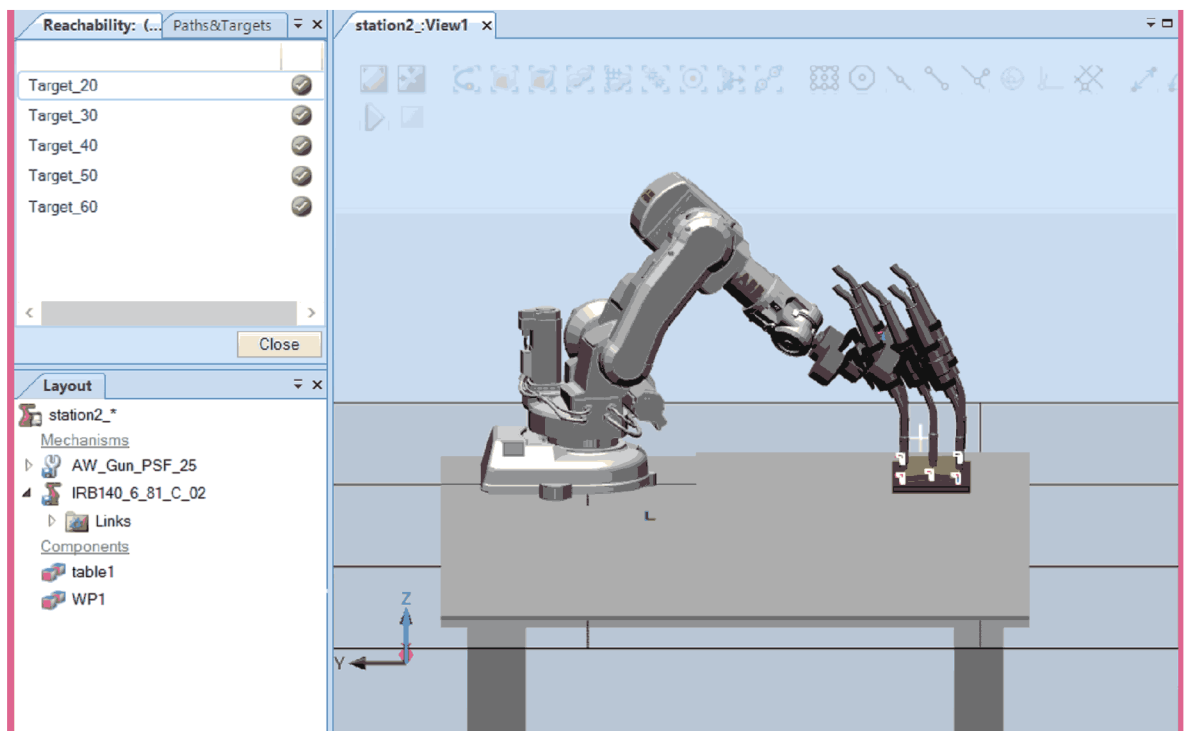 Reachability: (...
Paths&Targets
Target_20
Target_30
Target_40
Target_50
Target_60
Close
Layout
station2_*
Mechanisms
AW_Gun_PSF_25
IRB140_6_81_C_02
Links
Components
table1
WP1
station2_:View1
Z
Y